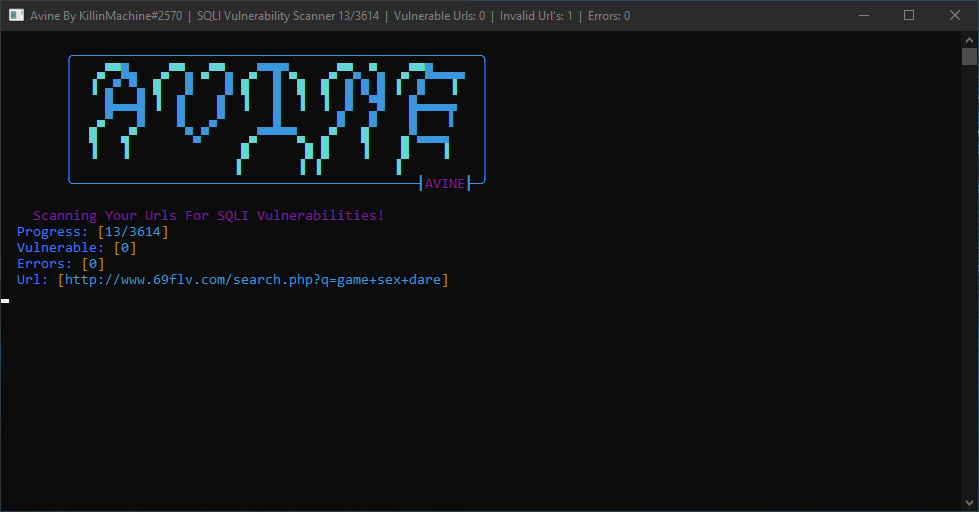 Avine By KillinMachine#2570 | SQLI Vulnerability Scanner 13/3614 | Vulnerable Urls: 0 | Invalid Url's: 1 | Errors: 0
AVINE
AVINE
Scanning Your Urls For SQLI Vulnerabilities!
Progress: [13/3614]
Vulnerable: [0]
Errors: [0]
Url: [http://www.69flv.com/search.php?q=game+sex+dare]